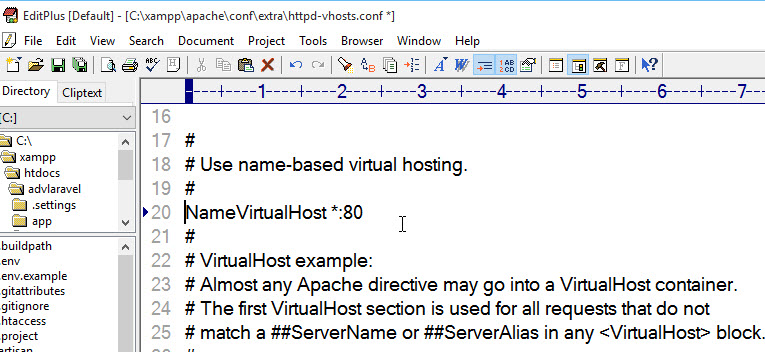 EditPlus [Default] - [C:\xampp\apache\conf\extra\httpd-vhosts.conf *]
File Edit View Search Document Project Tools Browser Window Help
Directory Cliptext
[C:]
C:\
xampp
htdocs
advlaravel
.settings
app
.buildpath
.env
.env.example
.gitattributes
.gitignore
.htaccess
.project
artisan
----+----1----+----2----+----3----+----4----+----5----+----6----+----7--
16
17 #
18 # Use name-based virtual hosting.
19 #
20 NameVirtualHost *:80
21 #
22 # VirtualHost example:
23 # Almost any Apache directive may go into a VirtualHost container.
24 # The first VirtualHost section is used for all requests that do not
25 # match a ##ServerName or ##ServerAlias in any <VirtualHost> block.